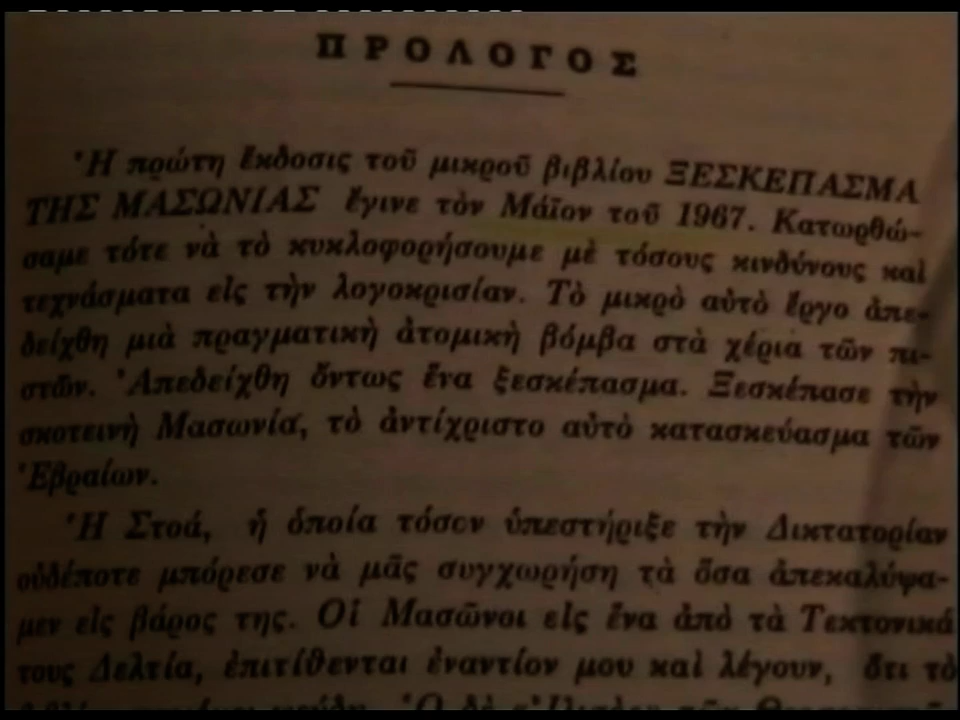 ΠΡΟΛΟΓΟΣ
Ἡ πρώτη ἔκδοσις τοῦ μικροῦ βιβλίου ΞΕΣΚΕΠΑΣΜΑ
ΤΗΣ ΜΑΣΩΝΙΑΣ ἔγινε τὸν Μάϊον τοῦ 1967. Κατωρθώ-
σαμε τότε νὰ τὸ κυκλοφορήσουμε μὲ τόσους κινδύνους καὶ
τεχνάσματα εἰς τὴν λογοκρισίαν. Τὸ μικρὸ αὐτὸ ἔργο ἀπε-
δείχθη μιὰ πραγματικὴ ἀτομικὴ βόμβα στὰ χέρια τῶν πι-
στῶν. Ἀπεδείχθη ὄντως ἕνα ξεσκέπασμα. Ξεσκέπασε τὴν
σκοτεινὴ Μασωνία, τὸ ἀντίχριστο αὐτὸ κατασκεύασμα τῶν
Ἑβραίων.
Ἡ Στοά, ἡ ὁποία τόσον ὑπεστήριξε τὴν Δικτατορίαν
οὐδέποτε μπόρεσε νὰ μᾶς συγχωρήση τὰ ὅσα ἀπεκαλύψα-
μεν εἰς βάρος της. Οἱ Μασῶνοι εἰς ἕνα ἀπὸ τὰ Τεκτονικά
τους Δελτία, ἐπιτίθενται ἐναντίον μου καὶ λέγουν, ὅτι τὸ